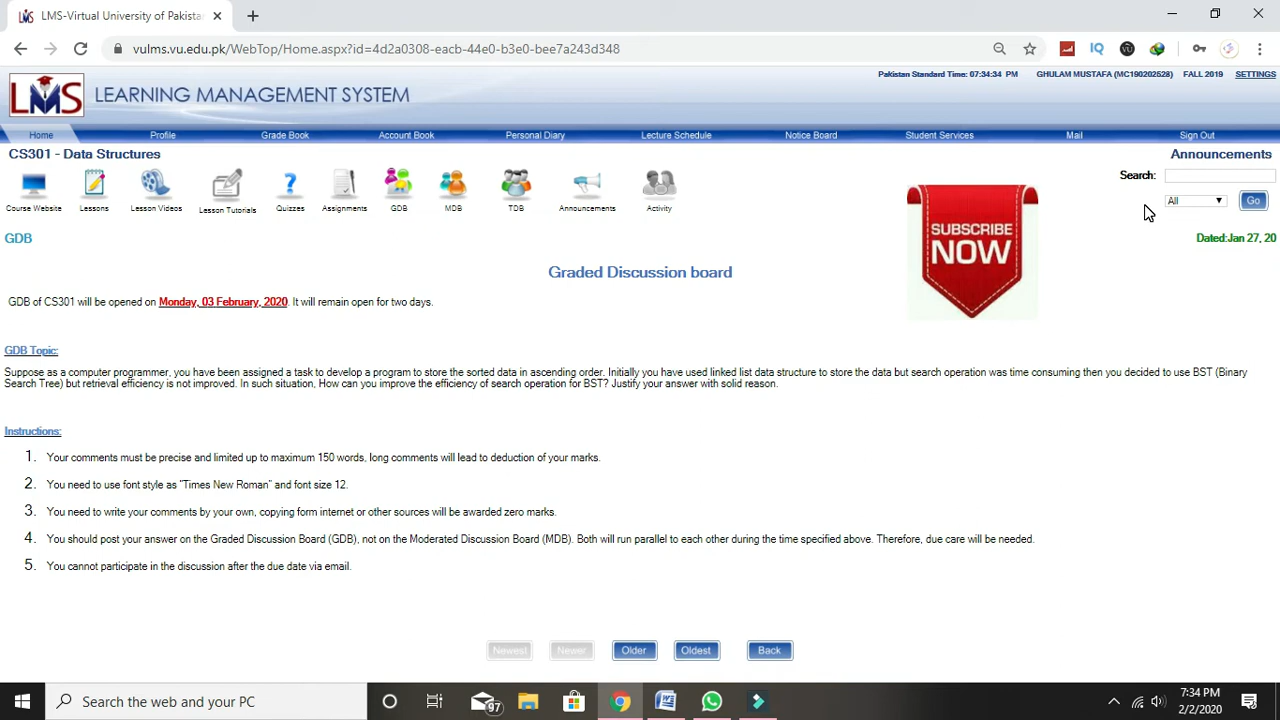 LMS-Virtual University of Pakistan
vulms.vu.edu.pk/WebTop/Home.aspx?id=4d2a0308-eacb-44e0-b3e0-bee7a243d348
IQ
Pakistan Standard Time: 07:34:34 PM GHULAM MUSTAFA (MC190202528) FALL 2019 SETTINGS
LMS LEARNING MANAGEMENT SYSTEM
Home Profile Grade Book Account Book Personal Diary Lecture Schedule Notice Board Student Services Mail Sign Out
CS301 - Data Structures Announcements
Search:
All Go
Course Website Lessons Lesson Videos Lesson Tutorials Quizzes Assignments GDB MDB TDB Announcements Activity
SUBSCRIBE
NOW
GDB Dated:Jan 27, 20
Graded Discussion board
GDB of CS301 will be opened on Monday, 03 February, 2020. It will remain open for two days.
GDB Topic:
Suppose as a computer programmer, you have been assigned a task to develop a program to store the sorted data in ascending order. Initially you have used linked list data structure to store the data but search operation was time consuming then you decided to use BST (Binary
Search Tree) but retrieval efficiency is not improved. In such situation, How can you improve the efficiency of search operation for BST? Justify your answer with solid reason.
Instructions:
1. Your comments must be precise and limited up to maximum 150 words, long comments will lead to deduction of your marks.
2. You need to use font style as “Times New Roman” and font size 12.
3. You need to write your comments by your own, copying form internet or other sources will be awarded zero marks.
4. You should post your answer on the Graded Discussion Board (GDB), not on the Moderated Discussion Board (MDB). Both will run parallel to each other during the time specified above. Therefore, due care will be needed.
5. You cannot participate in the discussion after the due date via email.
Newest Newer Older Oldest Back
Search the web and your PC
97
7:34 PM
2/2/2020